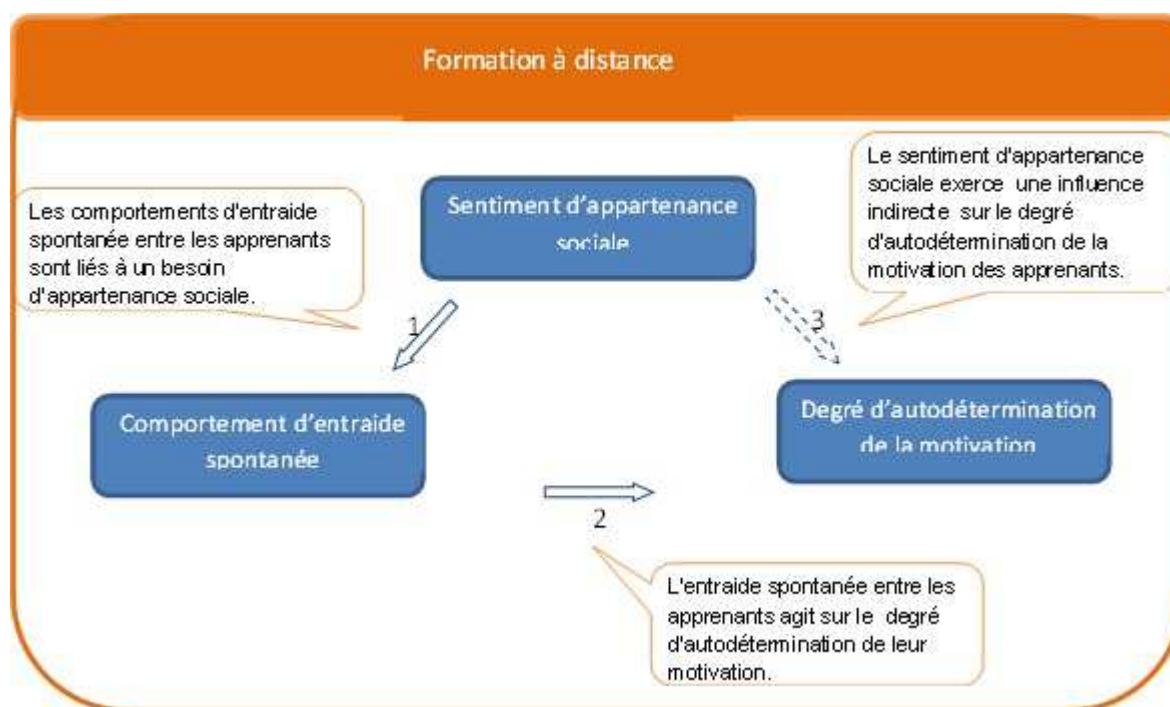 Formation à distance
Les comportements d'entraide
spontanée entre les apprenants
sont liés à un besoin
d'appartenance sociale.
Sentiment d'appartenance
sociale
Le sentiment d'appartenance
sociale exerce une influence
indirecte sur le degré
d'autodétermination de la
motivation des apprenants.
1
3
Comportement d'entraide
spontanée
Degré d'autodétermination
de la motivation
2
L'entraide spontanée entre les
apprenants agit sur le degré
d'autodétermination de leur
motivation.